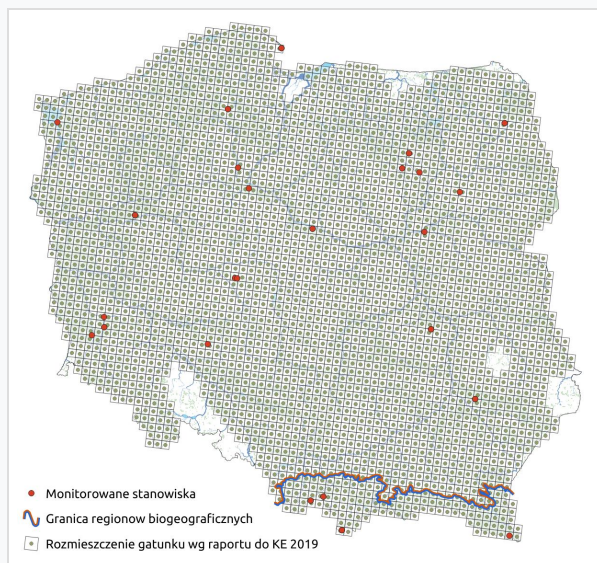 Monitorowane stanowiska
Granica regionow biogeograficznych
Rozmieszczenie gatunku wg raportu do KE 2019